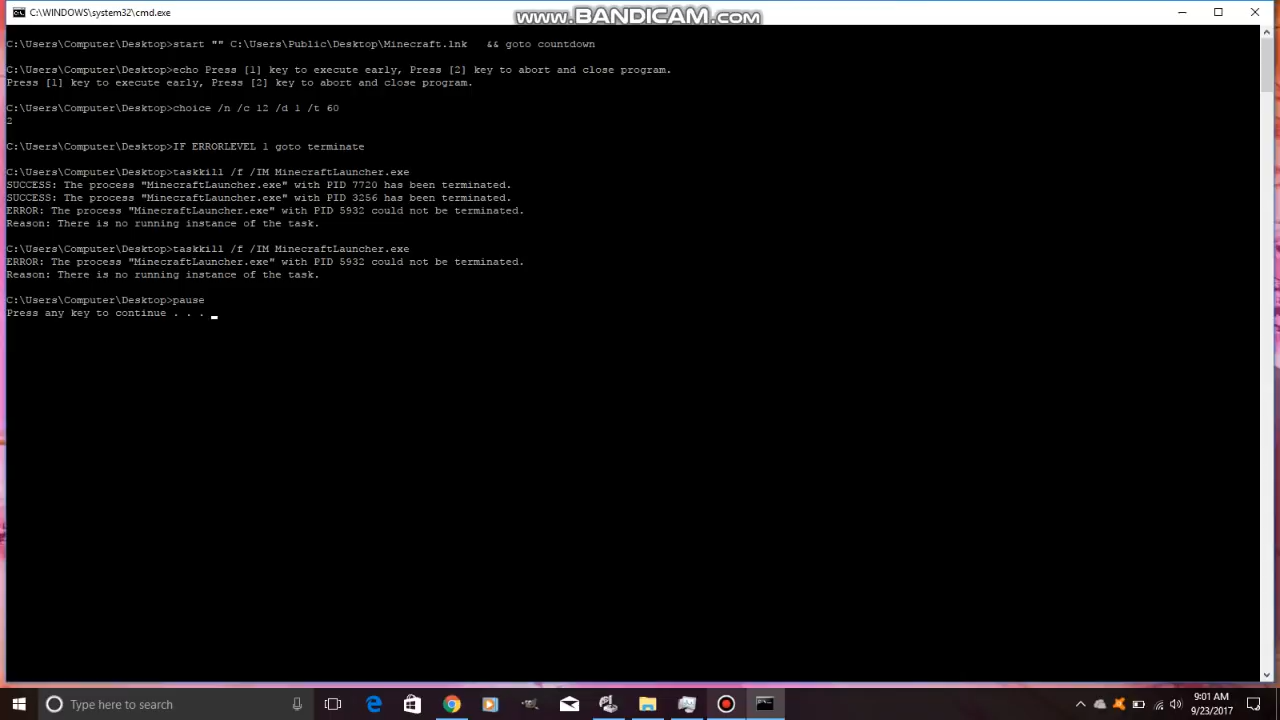 C:\WINDOWS\system32\cmd.exe
www.BANDICAM.com
C:\Users\Computer\Desktop>start "" C:\Users\Public\Desktop\Minecraft.lnk   && goto countdown
C:\Users\Computer\Desktop>echo Press [1] key to execute early, Press [2] key to abort and close program.
Press [1] key to execute early, Press [2] key to abort and close program.
C:\Users\Computer\Desktop>choice /n /c 12 /d 1 /t 60
2
C:\Users\Computer\Desktop>IF ERRORLEVEL 1 goto terminate
C:\Users\Computer\Desktop>taskkill /f /IM MinecraftLauncher.exe
SUCCESS: The process "MinecraftLauncher.exe" with PID 7720 has been terminated.
SUCCESS: The process "MinecraftLauncher.exe" with PID 3256 has been terminated.
ERROR: The process "MinecraftLauncher.exe" with PID 5932 could not be terminated.
Reason: There is no running instance of the task.
C:\Users\Computer\Desktop>taskkill /f /IM MinecraftLauncher.exe
ERROR: The process "MinecraftLauncher.exe" with PID 5932 could not be terminated.
Reason: There is no running instance of the task.
C:\Users\Computer\Desktop>pause
Press any key to continue . . .
Type here to search
9:01 AM
9/23/2017